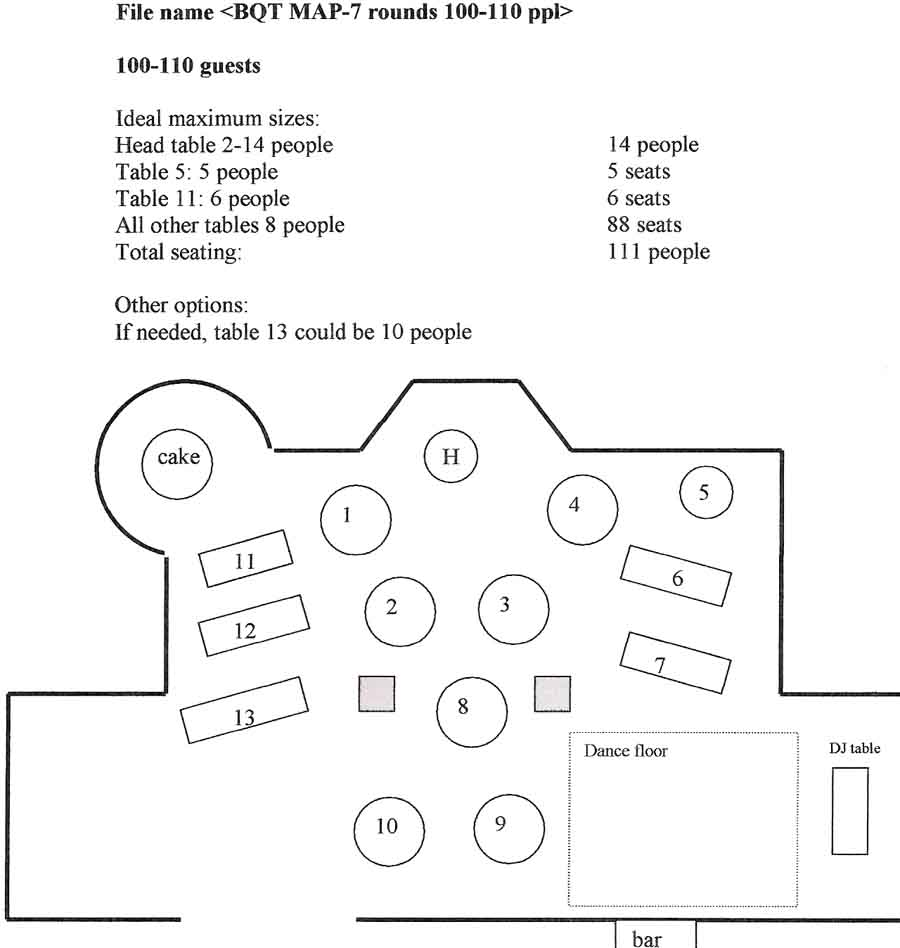 File name <BQT MAP-7 rounds 100-110 ppl>
100-110 guests
Ideal maximum sizes:
Head table 2-14 people 14 people
Table 5: 5 people 5 seats
Table 11: 6 people 6 seats
All other tables 8 people 88 seats
Total seating: 111 people
Other options:
If needed, table 13 could be 10 people
cake
H
1
4
5
11
6
2
3
12
7
8
13
Dance floor
DJ table
10
9
bar